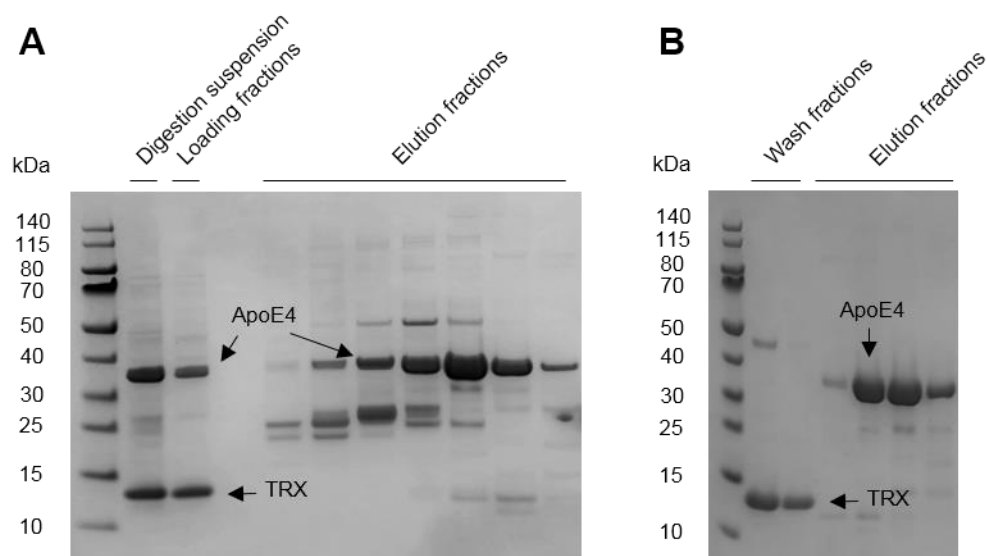 A
Digestion suspension
Loading fractions
Elution fractions
kDa
140
115
80
70
50
40
30
25
15
10
ApoE4
TRX
B
Wash fractions
Elution fractions
kDa
140
115
80
70
50
40
30
25
15
10
ApoE4
TRX